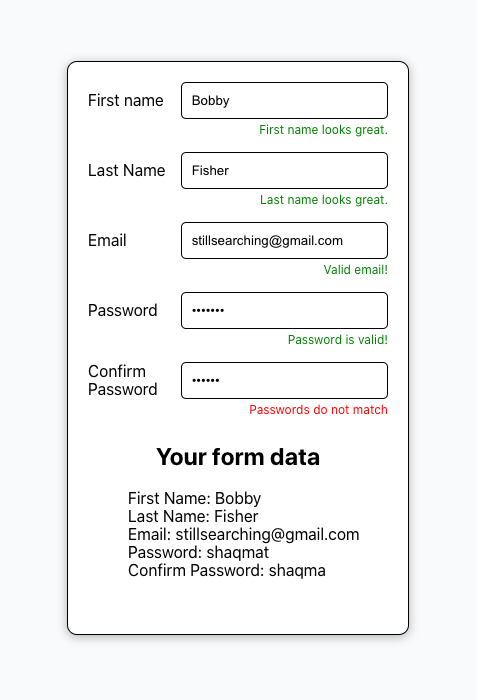 First name
Bobby
First name looks great.
Last Name
Fisher
Last name looks great.
Email
stillsearching@gmail.com
Valid email!
Password
•••••••
Password is valid!
Confirm
Password
••••••
Passwords do not match
Your form data
First Name: Bobby
Last Name: Fisher
Email: stillsearching@gmail.com
Password: shaqmat
Confirm Password: shaqma